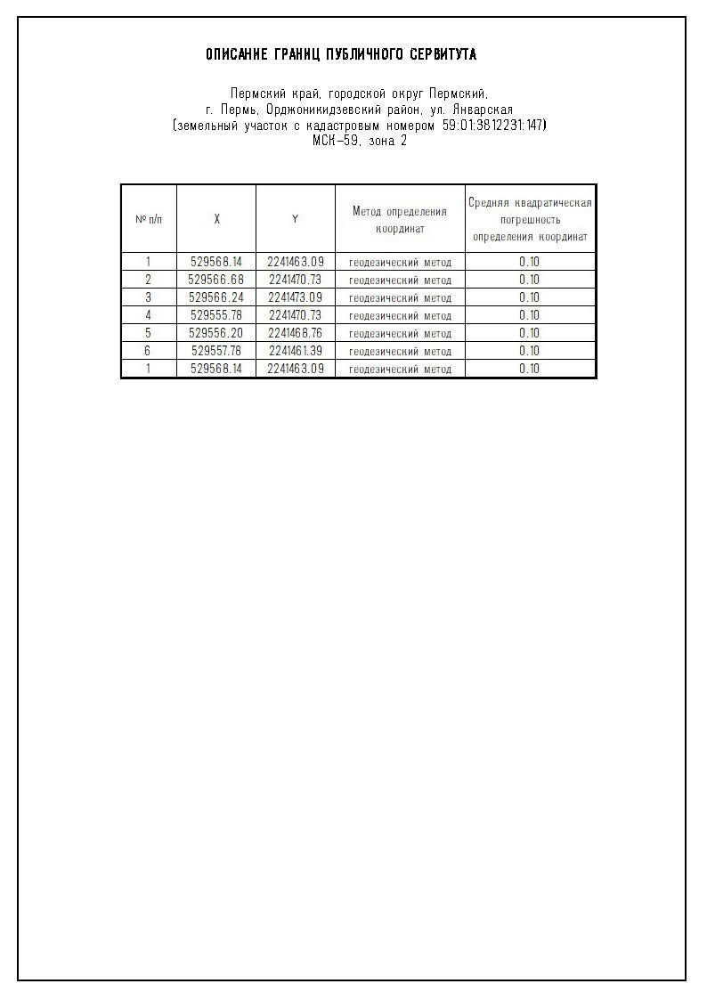 ОПИСАНИЕ ГРАНИЦ ПУБЛИЧНОГО СЕРВИТУТА
Пермский край, городской округ Пермский,
г. Пермь, Орджоникидзевский район, ул. Январская
(земельный участок с кадастровым номером 59:01:3812231:147)
МСК-59, зона 2
№ п/п X Y Метод определения координат Средняя квадратическая погрешность определения координат
1 529568.14 2241463.09 геодезический метод 0.10
2 529566.68 2241470.73 геодезический метод 0.10
3 529566.24 2241473.09 геодезический метод 0.10
4 529555.78 2241470.73 геодезический метод 0.10
5 529556.20 2241468.76 геодезический метод 0.10
6 529557.78 2241461.39 геодезический метод 0.10
1 529568.14 2241463.09 геодезический метод 0.10